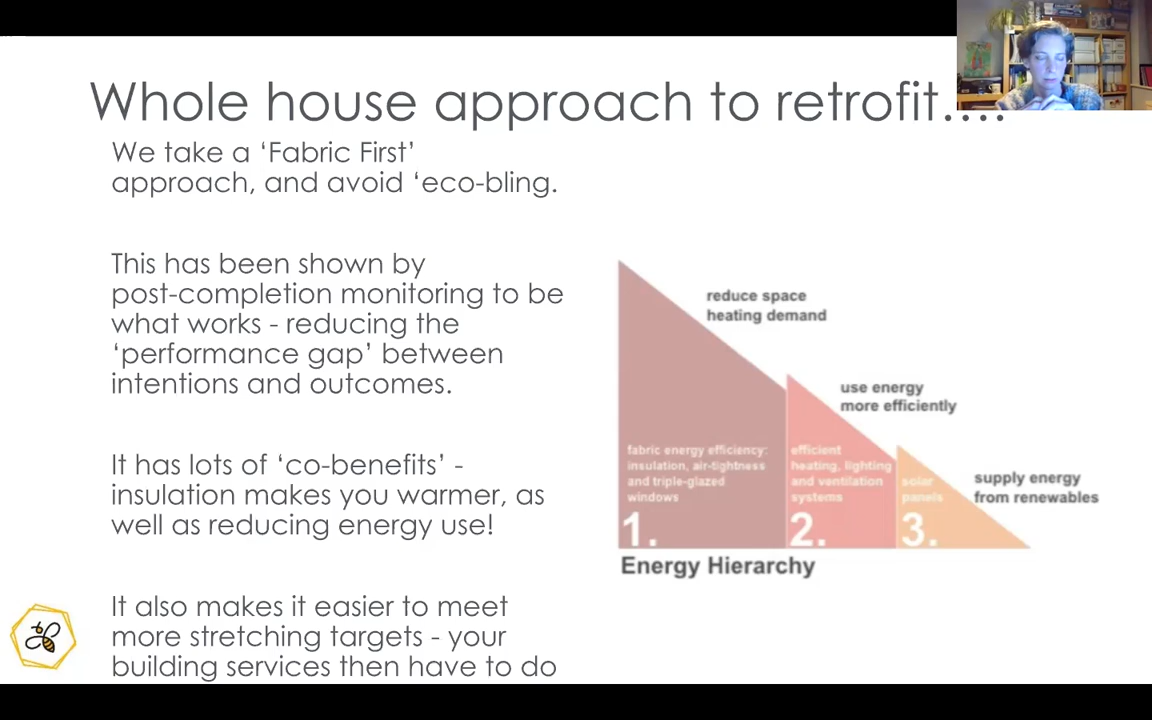 Whole house approach to retrofit….
We take a ‘Fabric First’
approach, and avoid ‘eco-bling.
This has been shown by
post-completion monitoring to be
what works - reducing the
‘performance gap’ between
intentions and outcomes.
It has lots of ‘co-benefits’ -
insulation makes you warmer, as
well as reducing energy use!
It also makes it easier to meet
more stretching targets - your
building services then have to do
reduce space
heating demand
use energy
more efficiently
supply energy
from renewables
fabric energy efficiency:
insulation, air-tightness
and triple-glazed
windows
1.
efficient
heating, lighting
and ventilation
systems
2.
solar
panels
3.
Energy Hierarchy